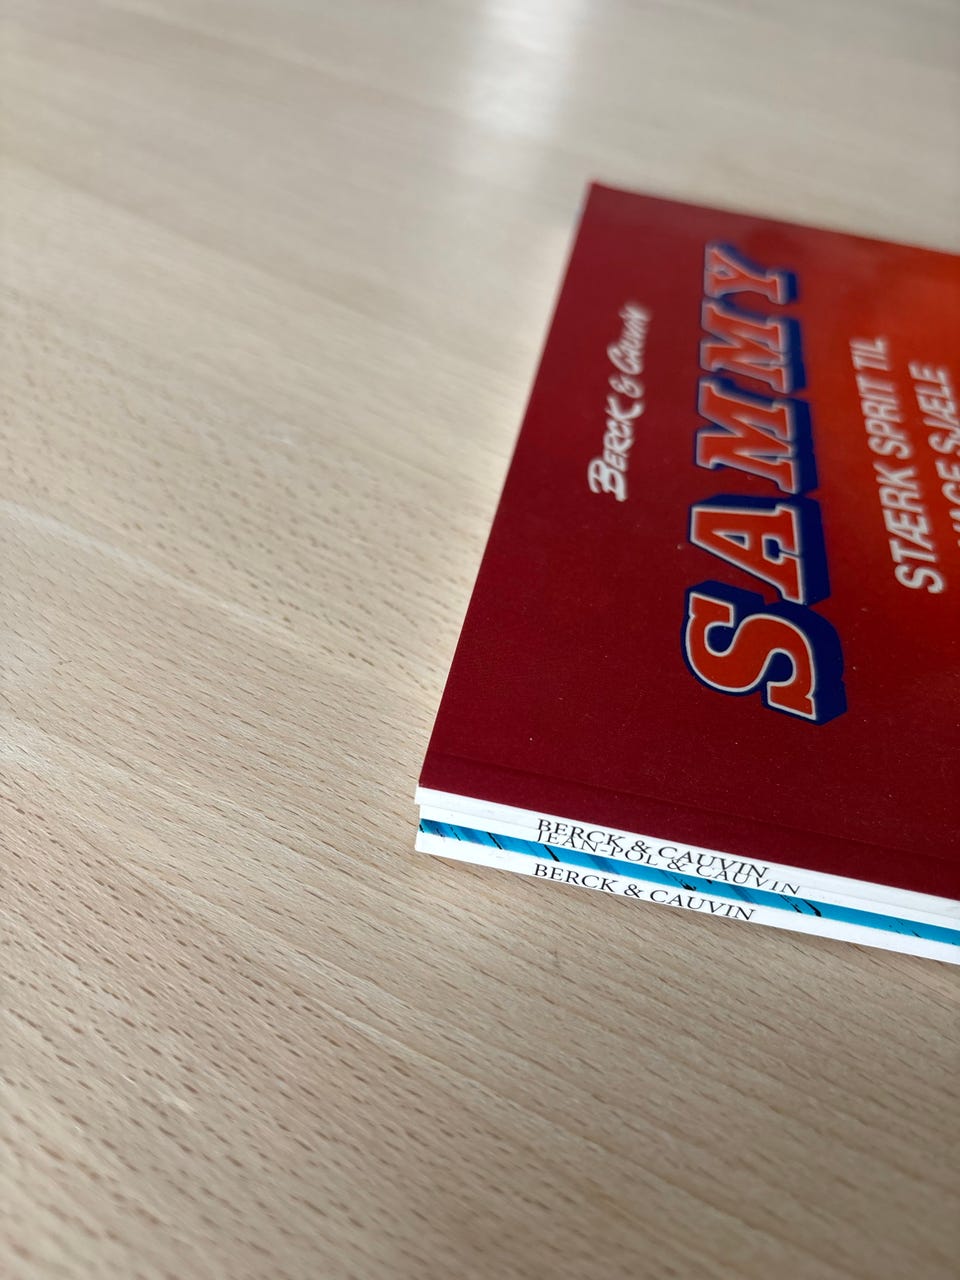 BERCK & CAUVIN
SAMMY
STÆRK SPRIT TIL
SJÆLE
BERCK & CAUVIN
JEAN-POL & CAUVIN
BERCK & CAUVIN